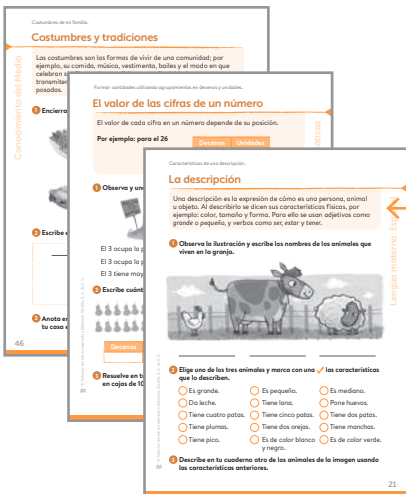 Costumbres de mi familia.
Costumbres y tradiciones
Las costumbres son las formas de vivir de una comunidad; por
ejemplo, su comida, música, vestimenta, bailes y el modo en que
celebran
transmiten
posadas.
Conocimiento del Medio
1 Encierra
2 Escribe
3 Anota
tu casa
46
Formar cantidades utilizando agrupamientos en decenas y unidades.
El valor de las cifras de un número
El valor de cada cifra en un número depende de su posición.
Por ejemplo: para el 26
Decenas Unidades
1 Observa y
El 3 ocupa la
El 3 ocupa la
El 3 tiene
2 Escribe
Decenas
3 Resuelve en
en cajas de 10
Características de una descripción.
La descripción
Una descripción es la expresión de cómo es una persona, animal
u objeto. Al describirlo se dicen sus características físicas, por
ejemplo: color, tamaño y forma. Para ello se usan adjetivos como
grande o pequeño, y verbos como ser, estar y tener.
Lengua materna.
1 Observa la ilustración y escribe los nombres de los animales que
viven en la granja.
2 Elige uno de los tres animales y marca con una ✓ las características
que lo describen.
Es grande. Es pequeño. Es mediano.
Da leche. Tiene lana. Pone huevos.
Tiene cuatro patas. Tiene cinco patas. Tiene dos patas.
Tiene plumas. Tiene dos orejas. Tiene manchas.
Tiene pico. Es de color blanco Es de color verde.
y negro.
3 Describe en tu cuaderno otro de los animales de la imagen usando
las características anteriores.
21